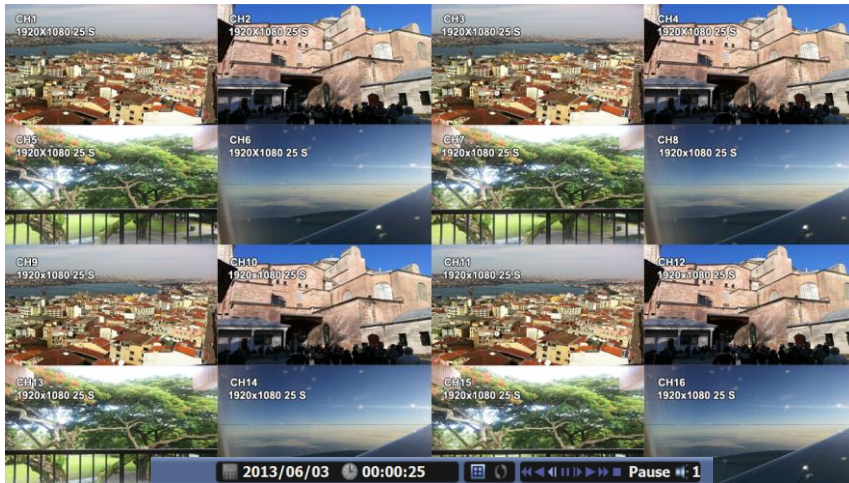 CH1
1920X1080 25 S
CH2
1920X1080 25 S
CH3
1920X1080 25 S
CH4
1920X1080 25 S
CH5
1920X1080 25 S
CH6
1920X1080 25 S
CH7
1920x1080 25 S
CH8
1920x1080 25 S
CH9
1920x1080 25 S
CH10
1920x1080 25 S
CH11
1920x1080 25 S
CH12
1920x1080 25 S
CH13
1920x1080 25 S
CH14
1920x1080 25 S
CH15
1920x1080 25 S
CH16
1920x1080 25 S
2013/06/03 00:00:25 Pause 1